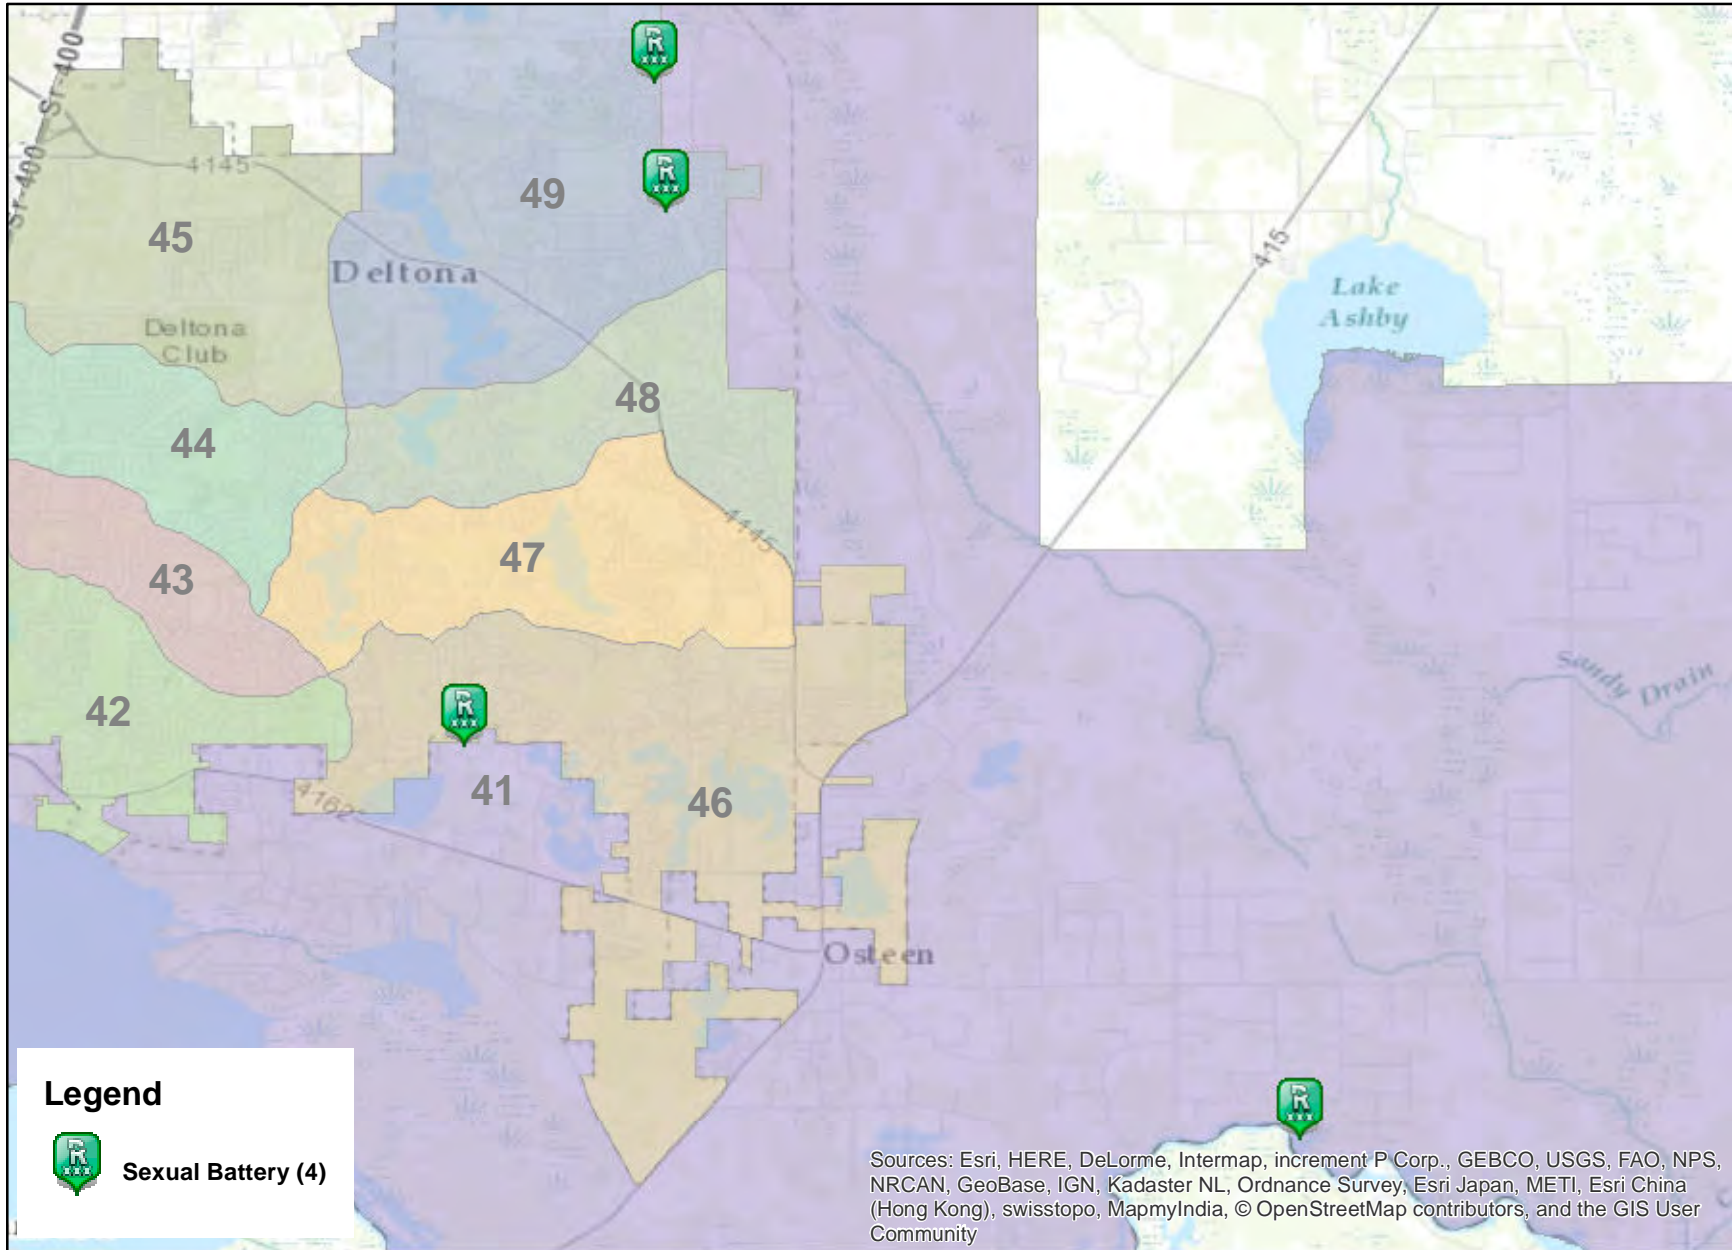 Sr-400
Sr-400
4145
49
45
Deltona
415
Lake
Ashby
Deltona
Club
48
44
4145
47
43
Sandy Drain
42
41
4162
46
Osteen
Legend
R
xxx
Sexual Battery (4)
Sources: Esri, HERE, DeLorme, Intermap, increment P Corp., GEBCO, USGS, FAO, NPS,
NRCAN, GeoBase, IGN, Kadaster NL, Ordnance Survey, Esri Japan, METI, Esri China
(Hong Kong), swisstopo, MapmyIndia, © OpenStreetMap contributors, and the GIS User
Community